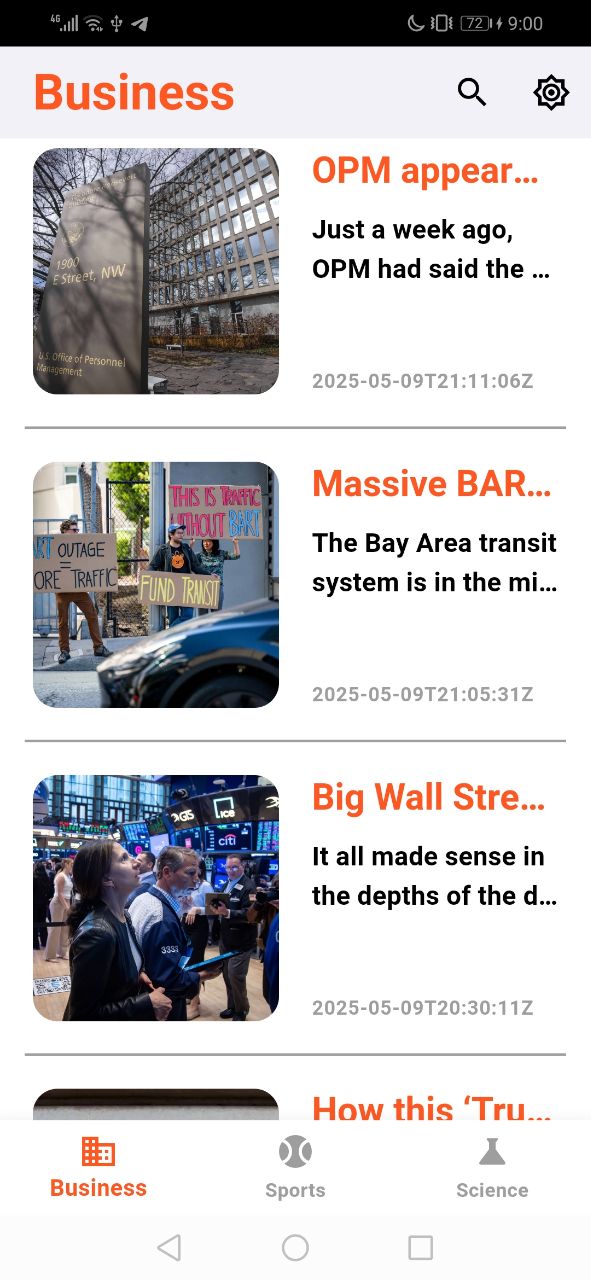 4G
72
9:00
Business
1900
E Street, NW
U.S. Office of Personnel
Management
OPM appear…
Just a week ago,
OPM had said the …
2025-05-09T21:11:06Z
THIS IS TRAFFIC
WITHOUT BART
RT OUTAGE
=
ORE TRAFFIC
FUND TRANSIT
Massive BAR…
The Bay Area transit
system is in the mi…
2025-05-09T21:05:31Z
ice
citi
3333
Big Wall Stre…
It all made sense in
the depths of the d…
2025-05-09T20:30:11Z
How this ‘Tru…
Business
Sports
Science